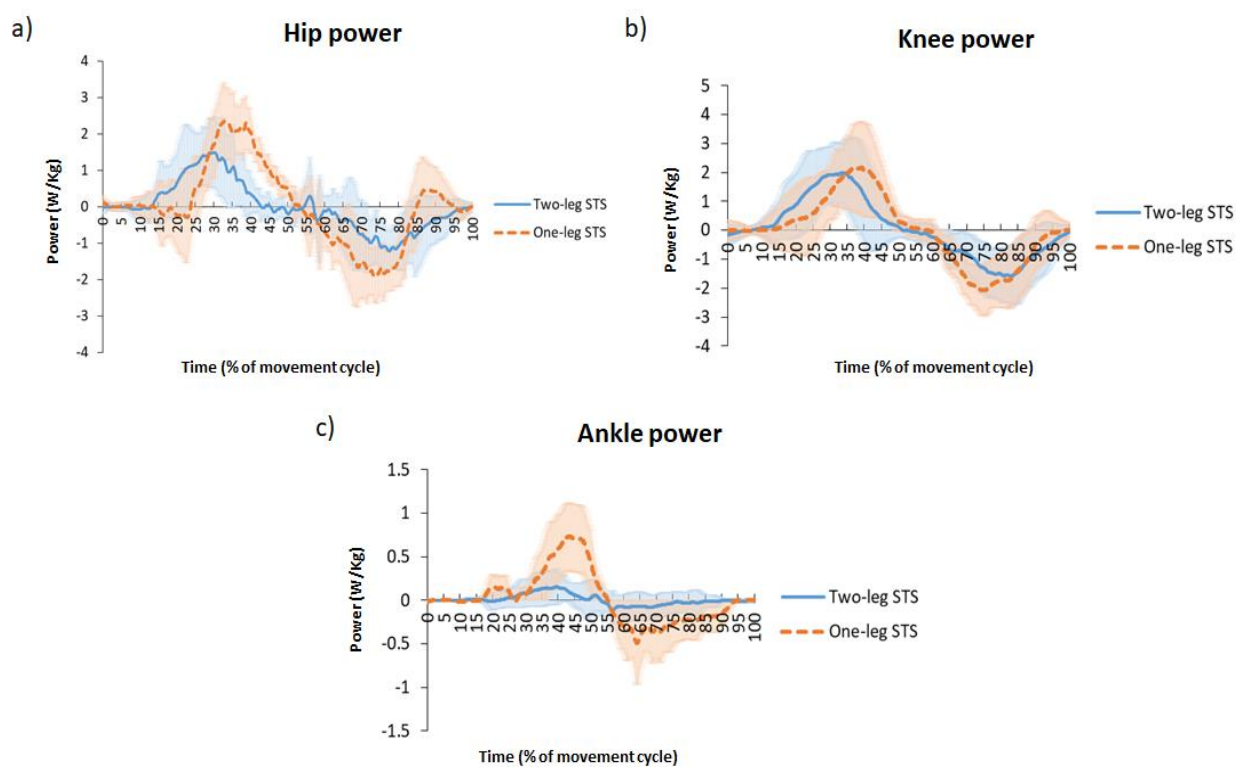 a)
Hip power
4
3
2
1
0
-1
-2
-3
-4
Power (W/Kg)
0 5 10 15 20 25 30 35 40 45 50 55 60 65 70 75 80 85 90 95 100
Time (% of movement cycle)
Two-leg STS
One-leg STS
b)
Knee power
5
4
3
2
1
0
-1
-2
-3
-4
Power (W/Kg)
0 5 10 15 20 25 30 35 40 45 50 55 60 65 70 75 80 85 90 95 100
Time (% of movement cycle)
Two-leg STS
One-leg STS
c)
Ankle power
1.5
1
0.5
0
-0.5
-1
-1.5
Power (W/Kg)
0 5 10 15 20 25 30 35 40 45 50 55 60 65 70 75 80 85 90 95 100
Time (% of movement cycle)
Two-leg STS
One-leg STS